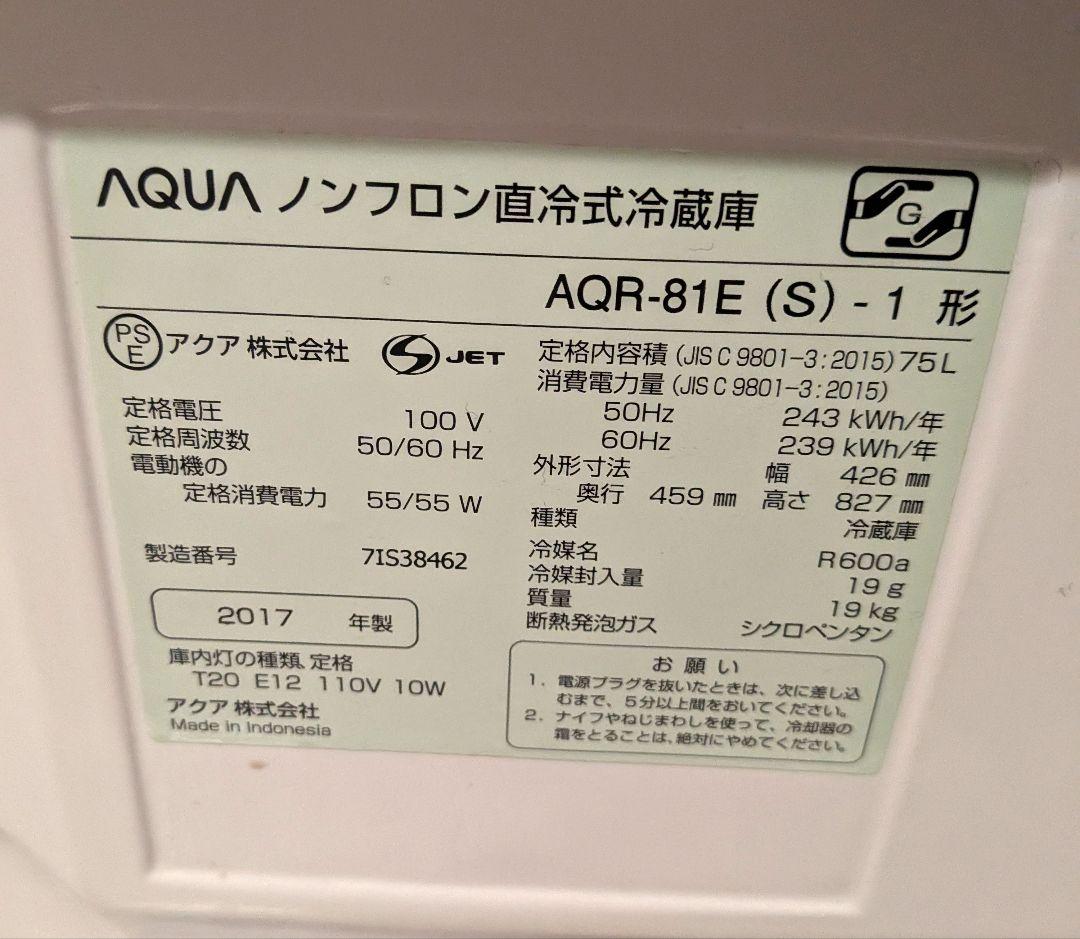 AQUA ノンフロン直冷式冷蔵庫
G
AQR-81E (S) - 1 形
PSE アクア 株式会社 S JET
定格電圧 100 V
定格周波数 50/60 Hz
電動機の
定格消費電力 55/55 W
製造番号 7IS38462
2017 年製
庫内灯の種類、定格
T20 E12 110V 10W
アクア 株式会社
Made in Indonesia
定格内容積 (JIS C 9801-3:2015) 75L
消費電力量 (JIS C 9801-3:2015)
50Hz 243 kWh/年
60Hz 239 kWh/年
外形寸法 幅 426 ㎜
奥行 459 ㎜ 高さ 827 ㎜
種類 冷蔵庫
冷媒名 R600a
冷媒封入量 19 g
質量 19 kg
断熱発泡ガス シクロペンタン
お 願 い
1. 電源プラグを抜いたときは、次に差し込
むまで、5分以上間をおいてください。
2. ナイフやねじまわしを使って、冷却器の
霜をとることは、絶対にやめてください。